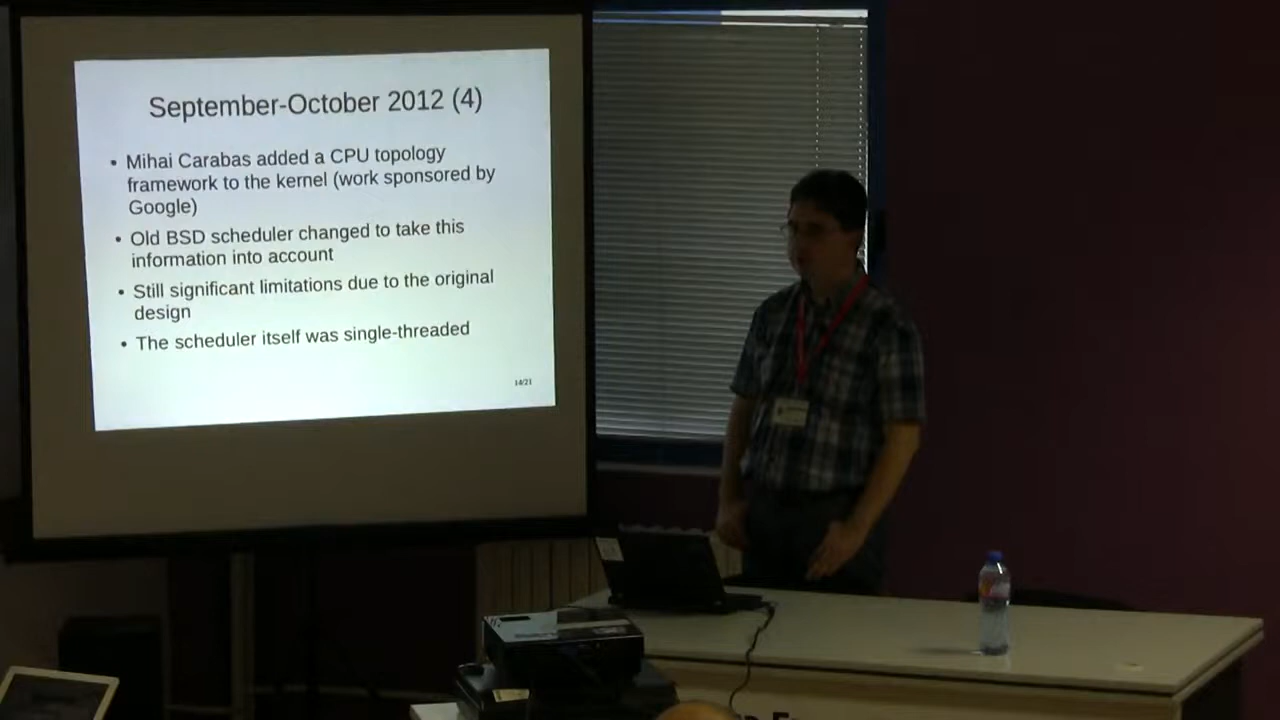 September-October 2012 (4)
• Mihai Carabas added a CPU topology
framework to the kernel (work sponsored by
Google)
• Old BSD scheduler changed to take this
information into account
• Still significant limitations due to the original
design
• The scheduler itself was single-threaded
14/21